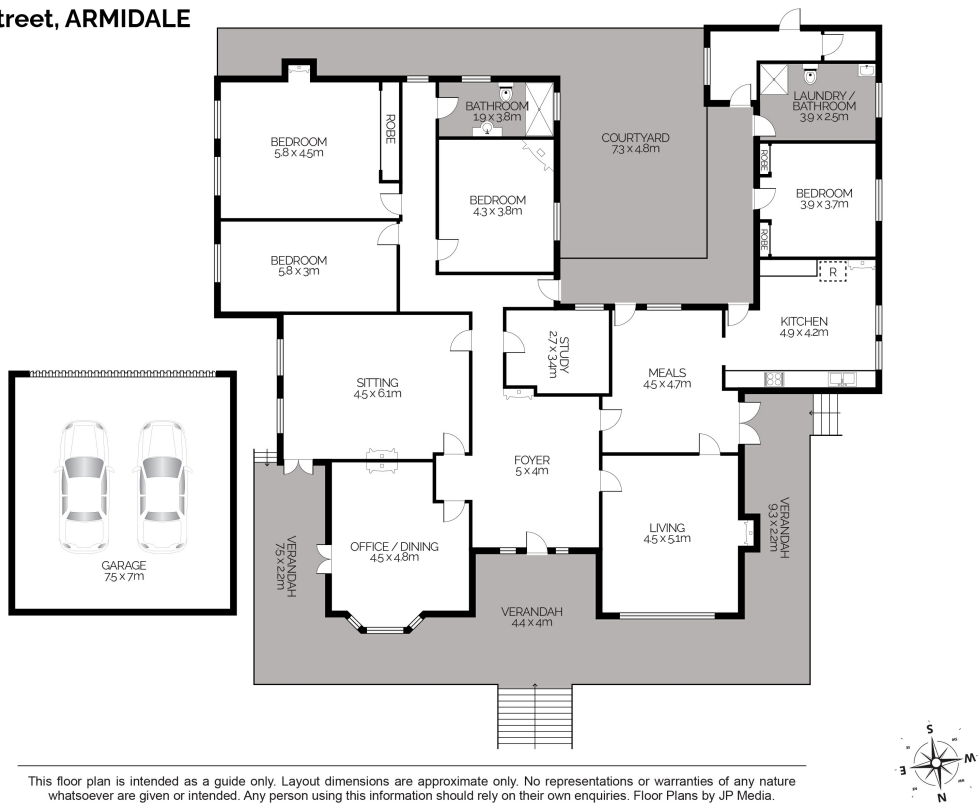 treet, ARMIDALE
BEDROOM
5.8 x 4.5m
ROBE
BATHROOM
1.9 x 3.8m
COURTYARD
7.3 x 4.8m
LAUNDRY /
BATHROOM
3.9 x 2.5m
BEDROOM
4.3 x 3.8m
ROBE
BEDROOM
3.9 x 3.7m
ROBE
BEDROOM
5.8 x 3m
R
KITCHEN
4.9 x 4.2m
STUDY
2.7 x 3.4m
SITTING
4.5 x 6.1m
MEALS
4.5 x 4.7m
FOYER
5 x 4m
LIVING
4.5 x 5.1m
VERANDAH
9.3 x 2.2m
OFFICE / DINING
4.5 x 4.8m
VERANDAH
7.5 x 2.2m
GARAGE
7.5 x 7m
VERANDAH
4.4 x 4m
S
W
E
N
This floor plan is intended as a guide only. Layout dimensions are approximate only. No representations or warranties of any nature
whatsoever are given or intended. Any person using this information should rely on their own enquiries. Floor Plans by JP Media.